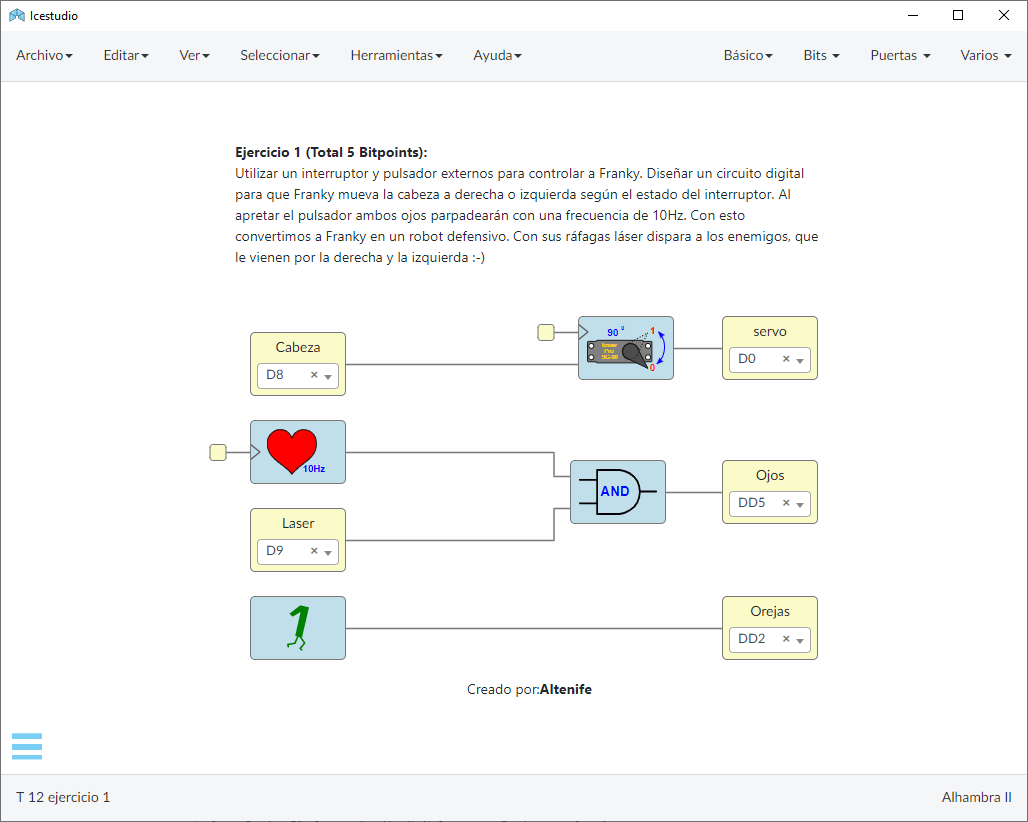 Icestudio
Archivo Editar Ver Seleccionar Herramientas Ayuda Básico Bits Puertas Varios
Ejercicio 1 (Total 5 Bitpoints):
Utilizar un interruptor y pulsador externos para controlar a Franky. Diseñar un circuito digital
para que Franky mueva la cabeza a derecha o izquierda según el estado del interruptor. Al
apretar el pulsador ambos ojos parpadearán con una frecuencia de 10Hz. Con esto
convertimos a Franky en un robot defensivo. Con sus ráfagas láser dispara a los enemigos, que
le vienen por la derecha y la izquierda :-)
90 º 1
Tower
Pro
SG-90
0
servo
D0
Cabeza
D8
10Hz
AND
Ojos
DD5
Laser
D9
1
Orejas
DD2
Creado por:Altenife
T 12 ejercicio 1
Alhambra II